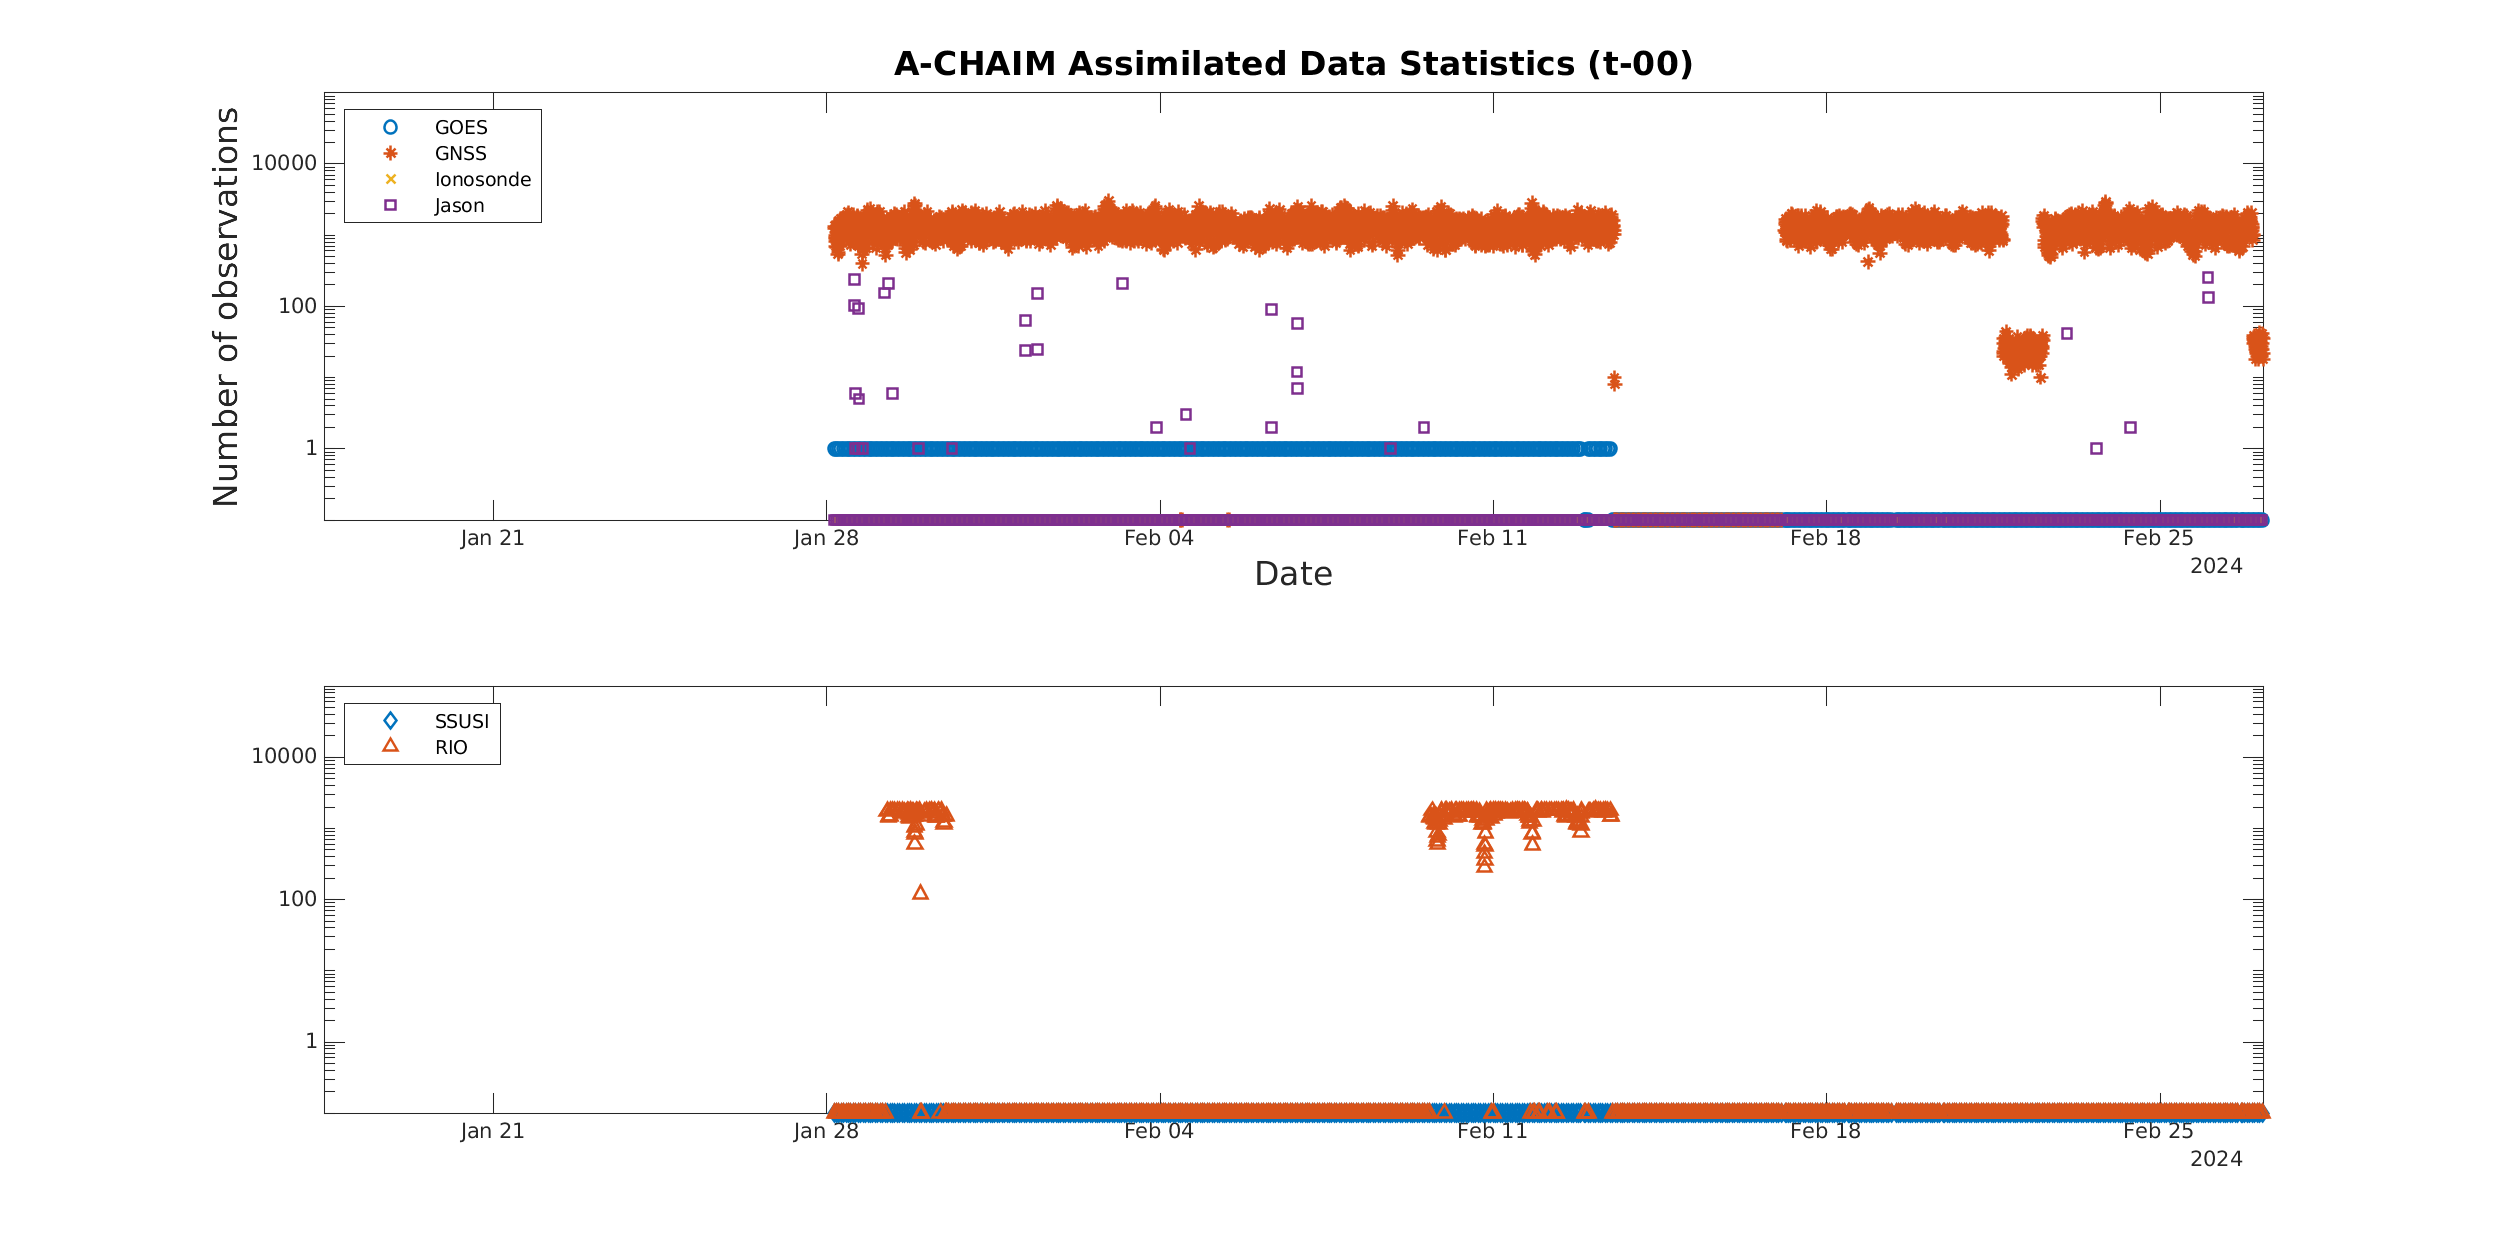 A-CHAIM Assimilated Data Statistics (t-00)
Number of observations
GOES
GNSS
Ionosonde
Jason
10000
100
1
Jan 21
Jan 28
Feb 04
Feb 11
Feb 18
Feb 25
2024
Date
SSUSI
RIO
10000
100
1
Jan 21
Jan 28
Feb 04
Feb 11
Feb 18
Feb 25
2024